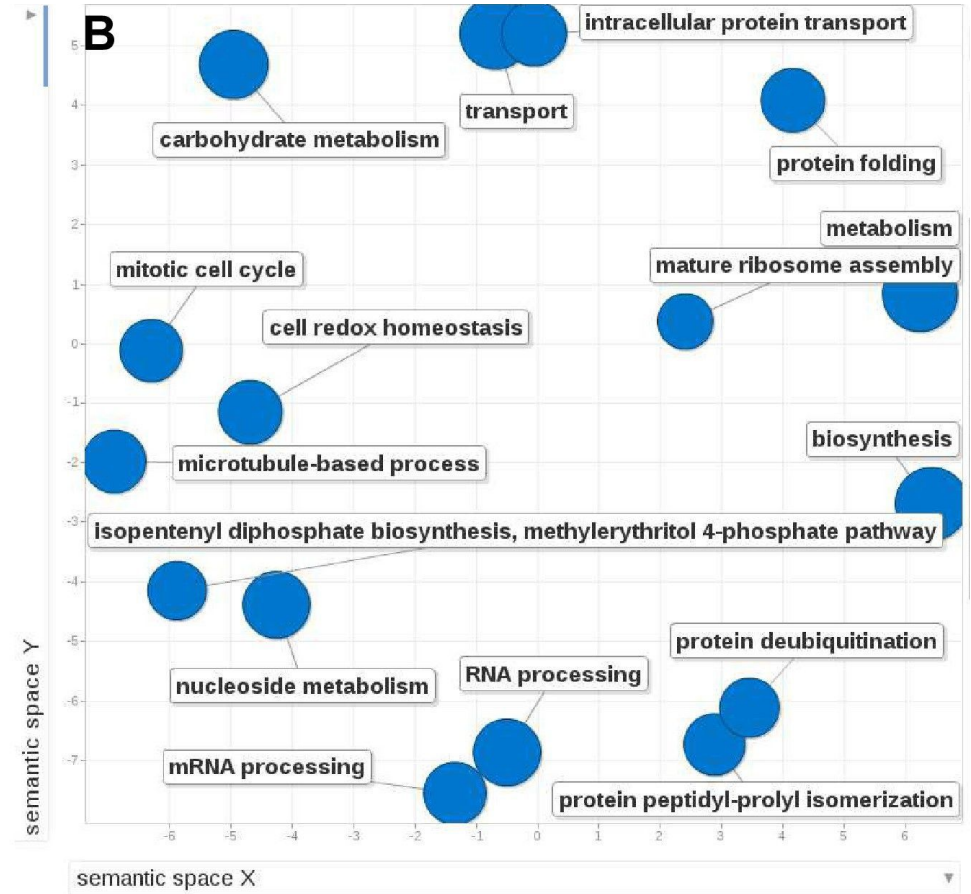 B
intracellular protein transport
transport
carbohydrate metabolism
protein folding
metabolism
mature ribosome assembly
mitotic cell cycle
cell redox homeostasis
biosynthesis
microtubule-based process
isopentenyl diphosphate biosynthesis, methylerythritol 4-phosphate pathway
protein deubiquitination
nucleoside metabolism
RNA processing
mRNA processing
protein peptidyl-prolyl isomerization
5
4
3
2
1
0
-1
-2
-3
-4
-5
-6
-7
semantic space Y
-6 -5 -4 -3 -2 -1 0 1 2 3 4 5 6
semantic space X